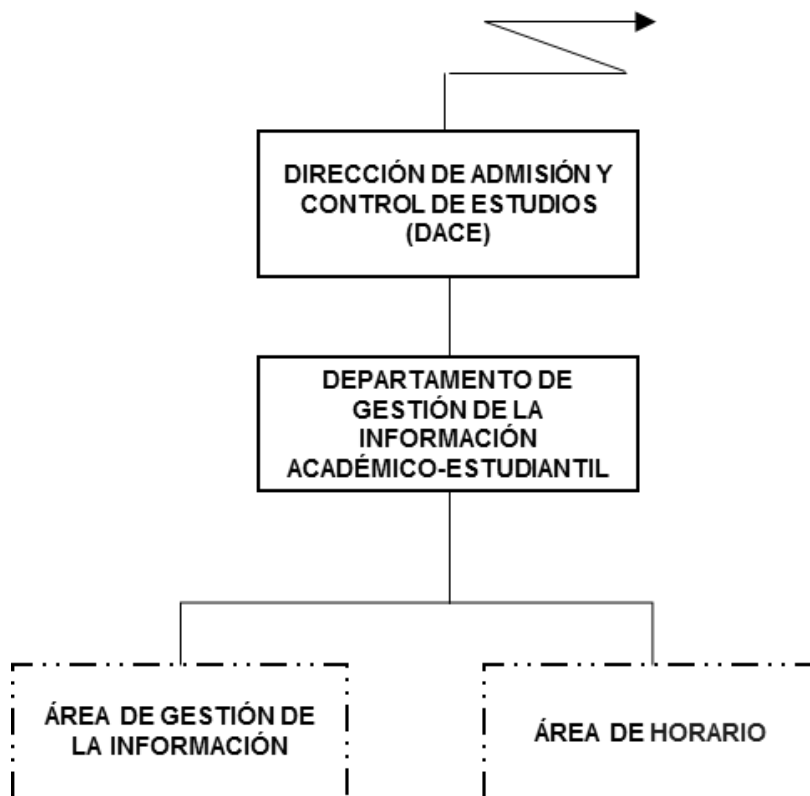 DIRECCIÓN DE ADMISIÓN Y
CONTROL DE ESTUDIOS
(DACE)
DEPARTAMENTO DE
GESTIÓN DE LA
INFORMACIÓN
ACADÉMICO-ESTUDIANTIL
ÁREA DE GESTIÓN DE
LA INFORMACIÓN
ÁREA DE HORARIO